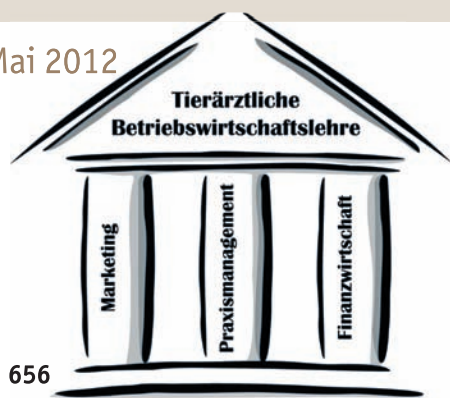 Mai 2012
Tierärztliche
Betriebswirtschaftslehre
Marketing
Praxismanagement
Finanzwirtschaft
656